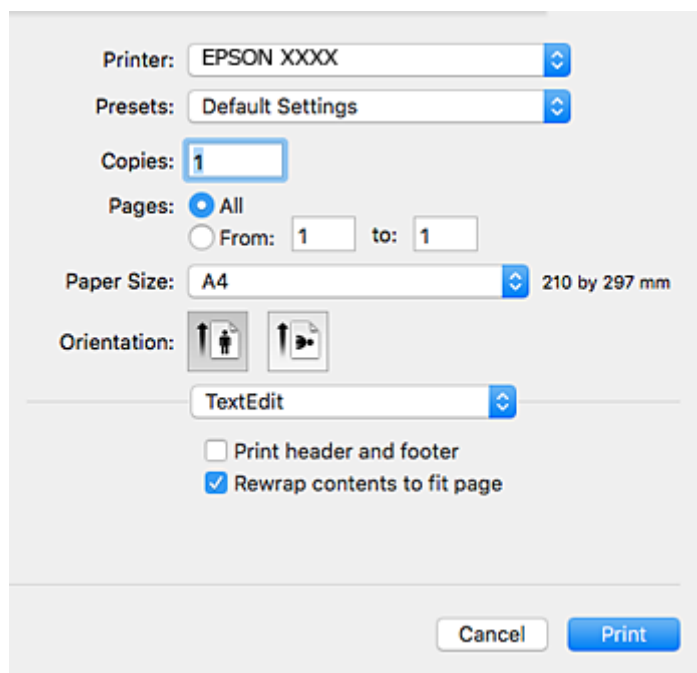 Printer: EPSON XXXX
Presets: Default Settings
Copies: 1
Pages: All
From: 1 to: 1
Paper Size: A4 210 by 297 mm
Orientation:
TextEdit
Print header and footer
Rewrap contents to fit page
Cancel Print